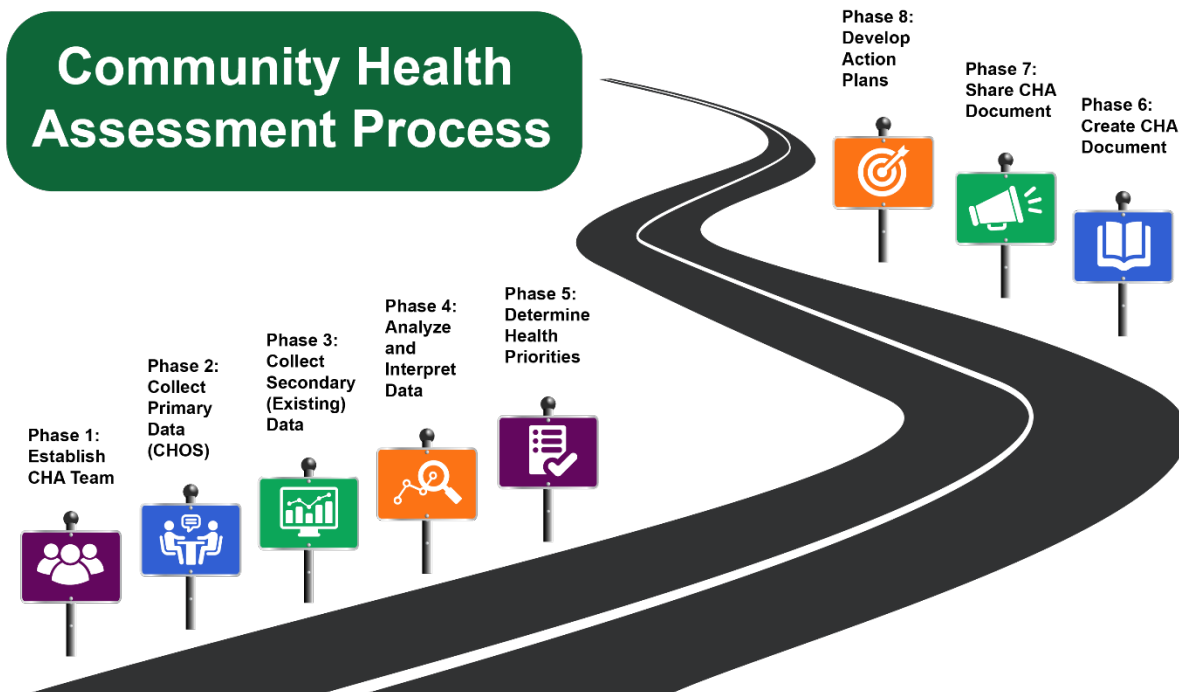 Community Health
Assessment Process
Phase 1:
Establish
CHA Team
Phase 2:
Collect
Primary
Data
(CHOS)
Phase 3:
Collect
Secondary
(Existing)
Data
Phase 4:
Analyze
and
Interpret
Data
Phase 5:
Determine
Health
Priorities
Phase 6:
Create CHA
Document
Phase 7:
Share CHA
Document
Phase 8:
Develop
Action
Plans